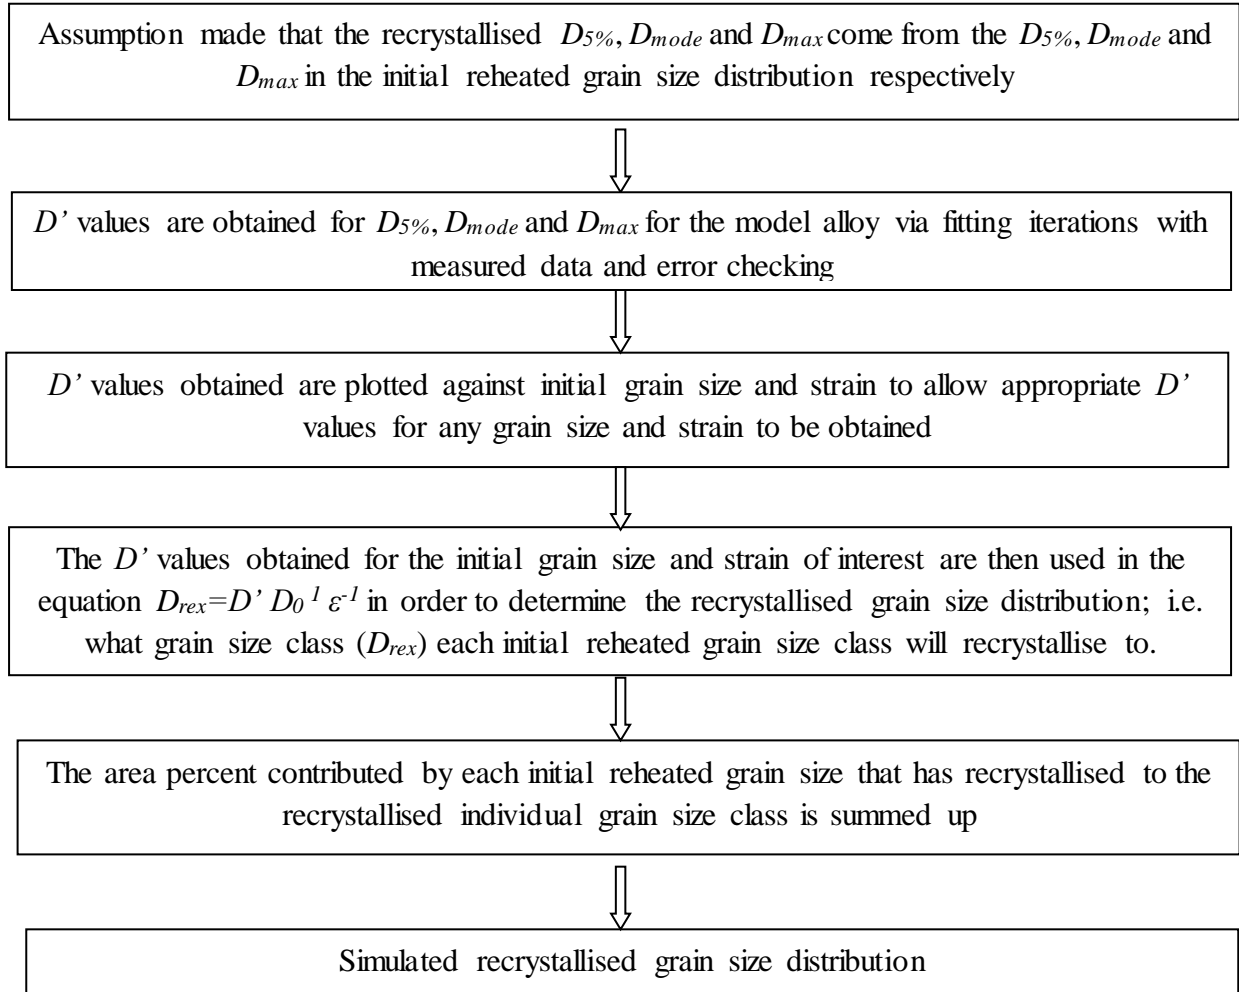 Assumption made that the recrystallised D5%, Dmode and Dmax come from the D5%, Dmode and
Dmax in the initial reheated grain size distribution respectively
D’ values are obtained for D5%, Dmode and Dmax for the model alloy via fitting iterations with
measured data and error checking
D’ values obtained are plotted against initial grain size and strain to allow appropriate D’
values for any grain size and strain to be obtained
The D’ values obtained for the initial grain size and strain of interest are then used in the
equation Drex=D’ D0 ¹ ε⁻¹ in order to determine the recrystallised grain size distribution; i.e.
what grain size class (Drex) each initial reheated grain size class will recrystallise to.
The area percent contributed by each initial reheated grain size that has recrystallised to the
recrystallised individual grain size class is summed up
Simulated recrystallised grain size distribution